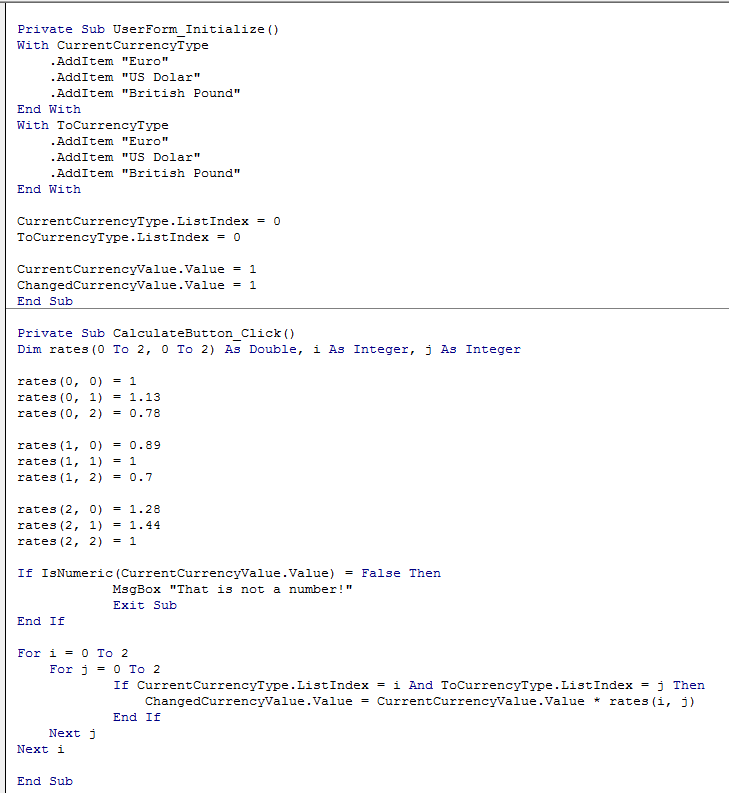 Private Sub UserForm_Initialize()
With CurrentCurrencyType
    .AddItem "Euro"
    .AddItem "US Dolar"
    .AddItem "British Pound"
End With
With ToCurrencyType
    .AddItem "Euro"
    .AddItem "US Dolar"
    .AddItem "British Pound"
End With

CurrentCurrencyType.ListIndex = 0
ToCurrencyType.ListIndex = 0

CurrentCurrencyValue.Value = 1
ChangedCurrencyValue.Value = 1
End Sub

Private Sub CalculateButton_Click()
Dim rates(0 To 2, 0 To 2) As Double, i As Integer, j As Integer

rates(0, 0) = 1
rates(0, 1) = 1.13
rates(0, 2) = 0.78

rates(1, 0) = 0.89
rates(1, 1) = 1
rates(1, 2) = 0.7

rates(2, 0) = 1.28
rates(2, 1) = 1.44
rates(2, 2) = 1

If IsNumeric(CurrentCurrencyValue.Value) = False Then
            MsgBox "That is not a number!"
            Exit Sub
End If

For i = 0 To 2
    For j = 0 To 2
            If CurrentCurrencyType.ListIndex = i And ToCurrencyType.ListIndex = j Then
                ChangedCurrencyValue.Value = CurrentCurrencyValue.Value * rates(i, j)
            End If
    Next j
Next i

End Sub